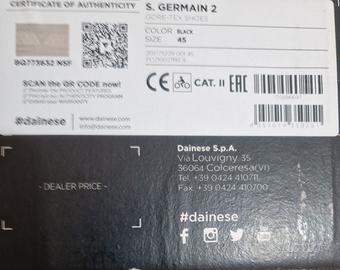 CERTIFICATE OF AUTHENTICITY
BQ773632 NSF
SCAN the QR CODE now!
#dainese
www.dainese.com
info@dainese.com
S. GERMAIN 2
GORE-TEX SHOES
COLOR BLACK
SIZE 45
CE
CAT. II
EAC
- DEALER PRICE -
Dainese S.p.A.
Via Louvigny, 35
36064 Colceresa(VI)
Tel. +39 0424 410711
Fax. +39 0424 410700
#dainese